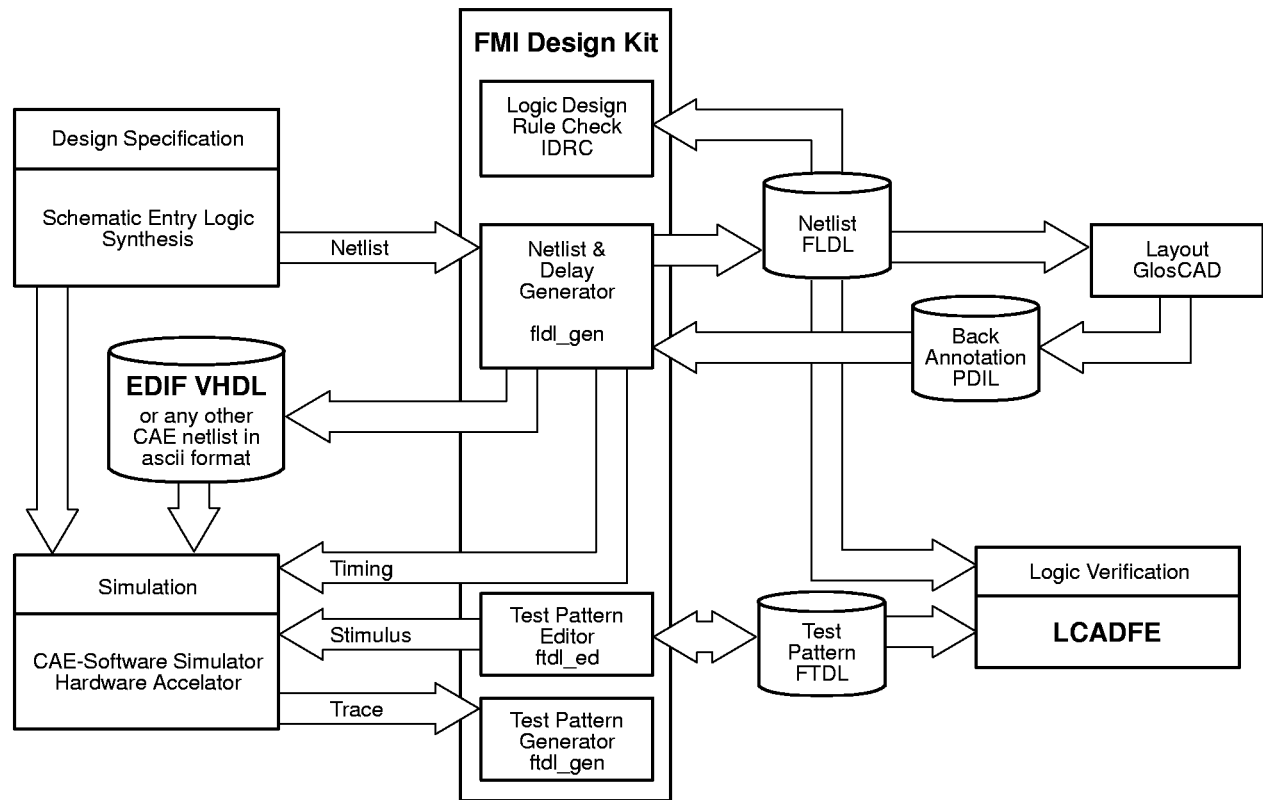 FMI Design Kit
Logic Design
Rule Check
IDRC
Design Specification
Schematic Entry Logic
Synthesis
Netlist
Netlist &
Delay
Generator
fldl_gen
Netlist
FLDL
Layout
GlosCAD
Back
Annotation
PDIL
EDIF VHDL
or any other
CAE netlist in
ascii format
Timing
Simulation
CAE-Software Simulator
Hardware Accelator
Stimulus
Trace
Test Pattern
Editor
ftdl_ed
Test Pattern
Generator
ftdl_gen
Test
Pattern
FTDL
Logic Verification
LCADFE